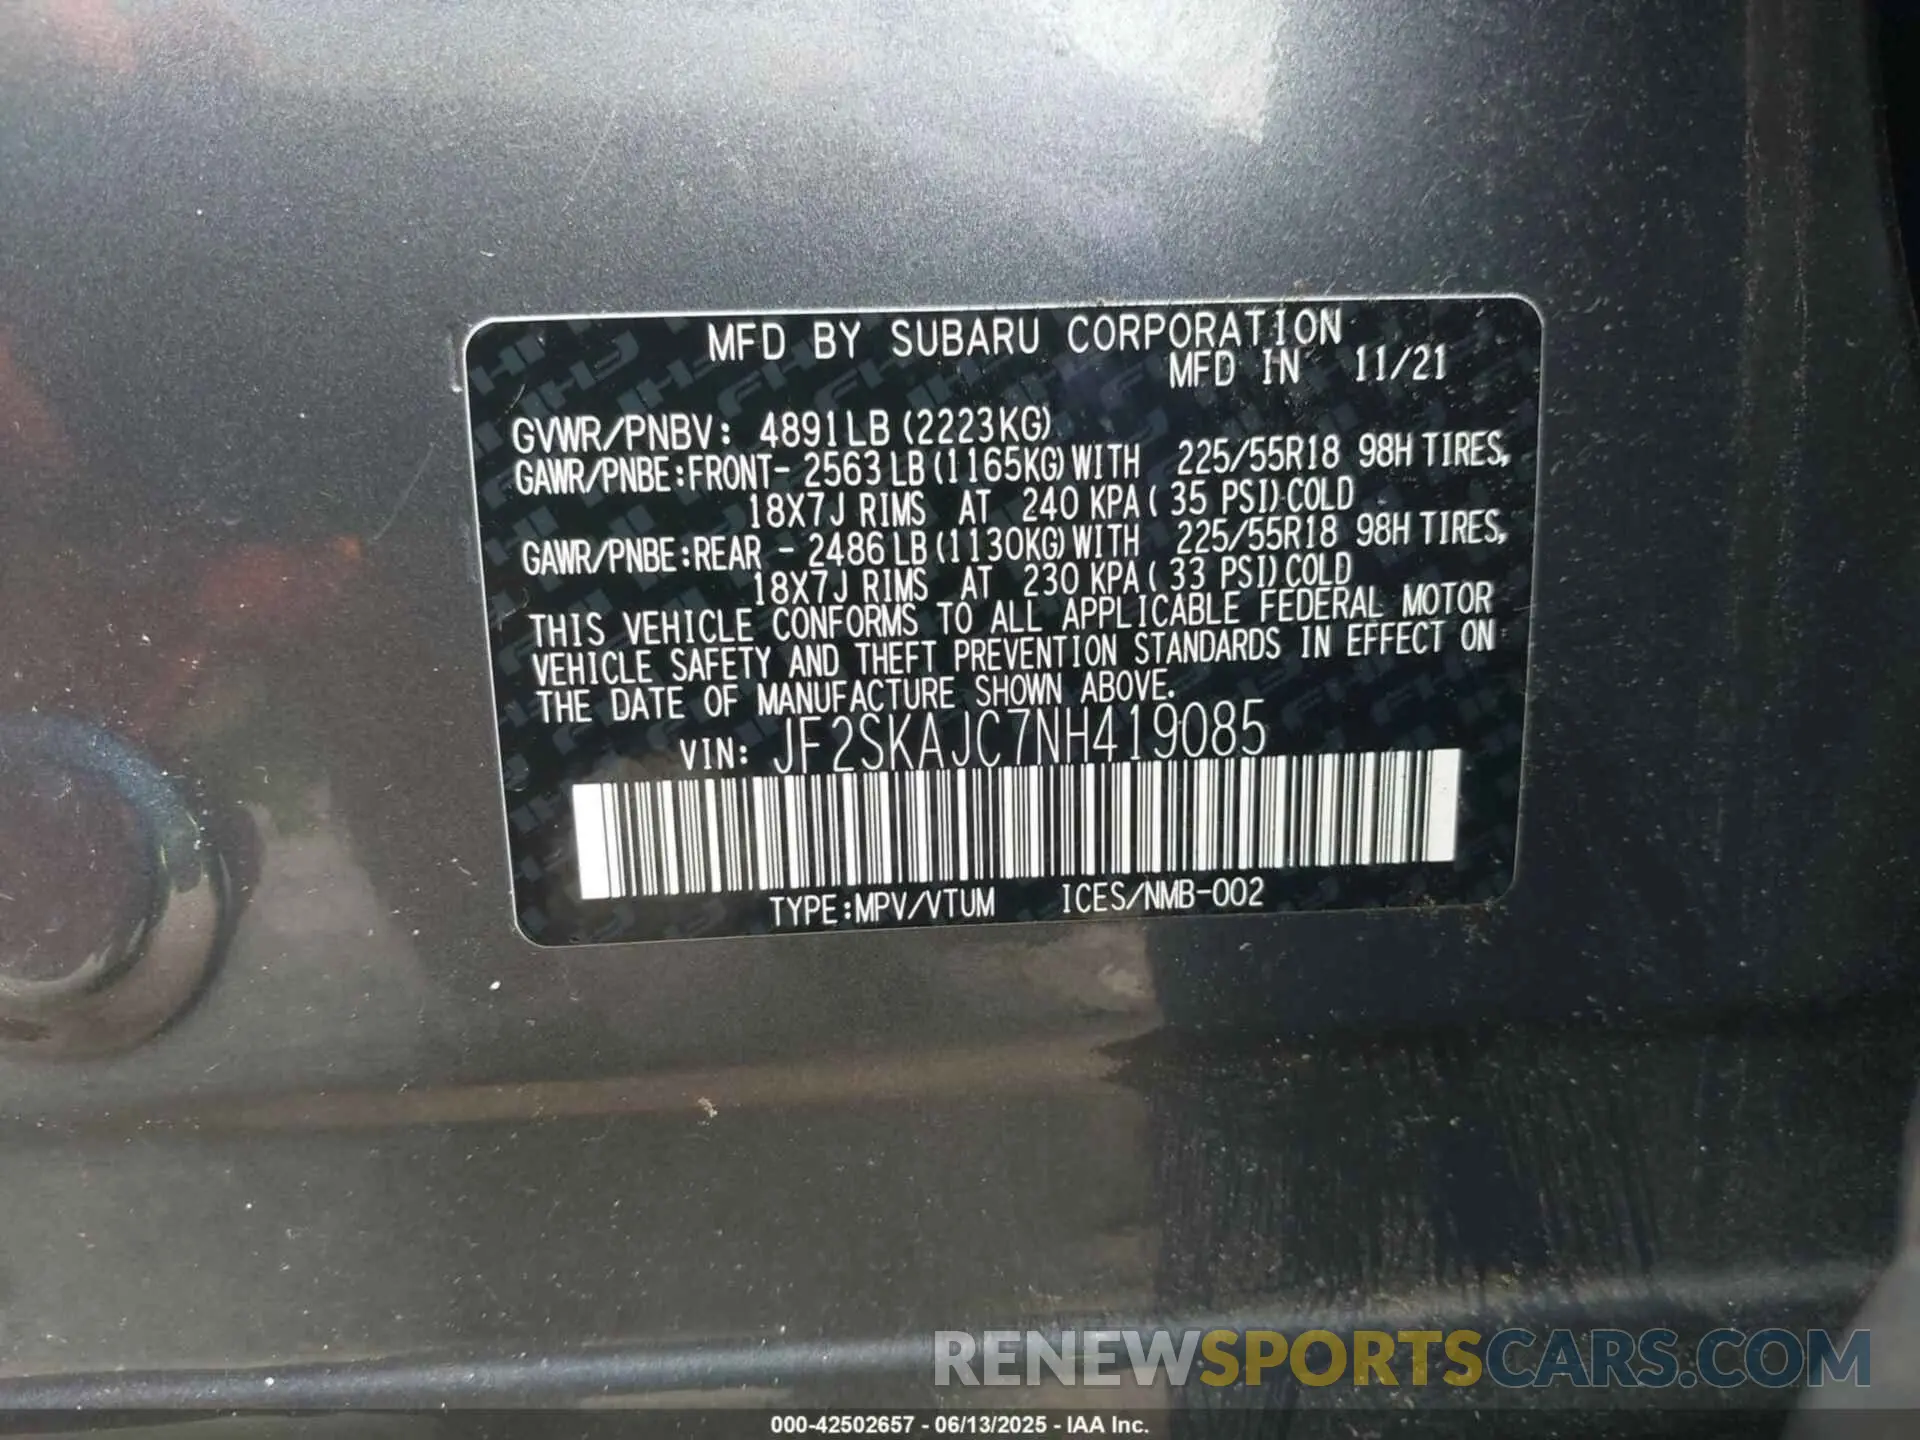 MFD BY SUBARU CORPORATION
MFD IN 11/21
GVWR/PNBV: 4891LB (2223KG)
GAWR/PNBE:FRONT- 2563 LB (1165KG) WITH 225/55R18 98H TIRES,
18X7J RIMS AT 240 KPA ( 35 PSI) COLD
GAWR/PNBE:REAR - 2486 LB (1130KG) WITH 225/55R18 98H TIRES,
18X7J RIMS AT 230 KPA ( 33 PSI) COLD
THIS VEHICLE CONFORMS TO ALL APPLICABLE FEDERAL MOTOR
VEHICLE SAFETY AND THEFT PREVENTION STANDARDS IN EFFECT ON
THE DATE OF MANUFACTURE SHOWN ABOVE.
VIN: JF2SKAJC7NH419085
TYPE:MPV/VTUM ICES/NMB-002
RENEWSPORTSCARS.COM
000-42502657 - 06/13/2025 - IAA Inc.